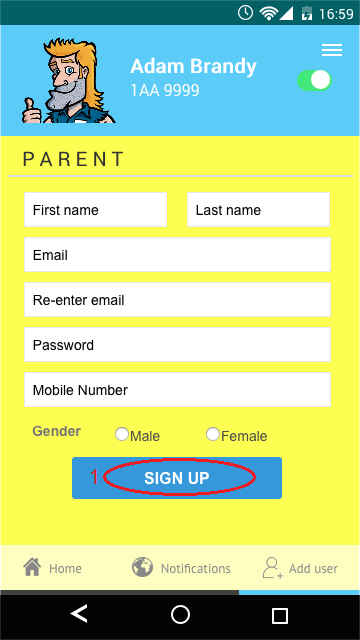 16:59
Adam Brandy
1AA 9999
PARENT
First name Last name
Email
Re-enter email
Password
Mobile Number
Gender Male Female
1 SIGN UP
Home Notifications Add user